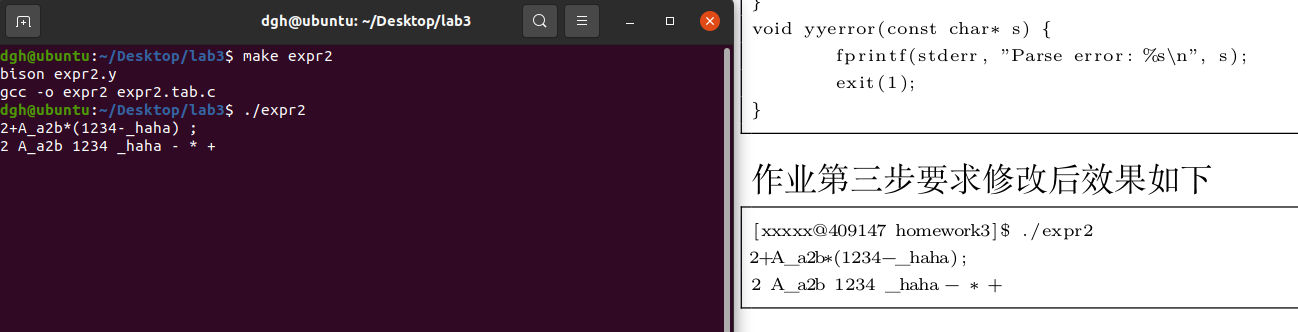 dgh@ubuntu: ~/Desktop/lab3
dgh@ubuntu:~/Desktop/lab3$ make expr2
bison expr2.y
gcc -o expr2 expr2.tab.c
dgh@ubuntu:~/Desktop/lab3$ ./expr2
2+A_a2b*(1234-_haha) ;
2 A_a2b 1234 _haha - * +
}
void yyerror(const char* s) {
fprintf(stderr, ”Parse error: %s\n”, s);
exit(1);
}
作业第三步要求修改后效果如下
[xxxxx@409147 homework3]$ ./expr2
2+A_a2b*(1234−_haha);
2 A_a2b 1234 _haha − * +